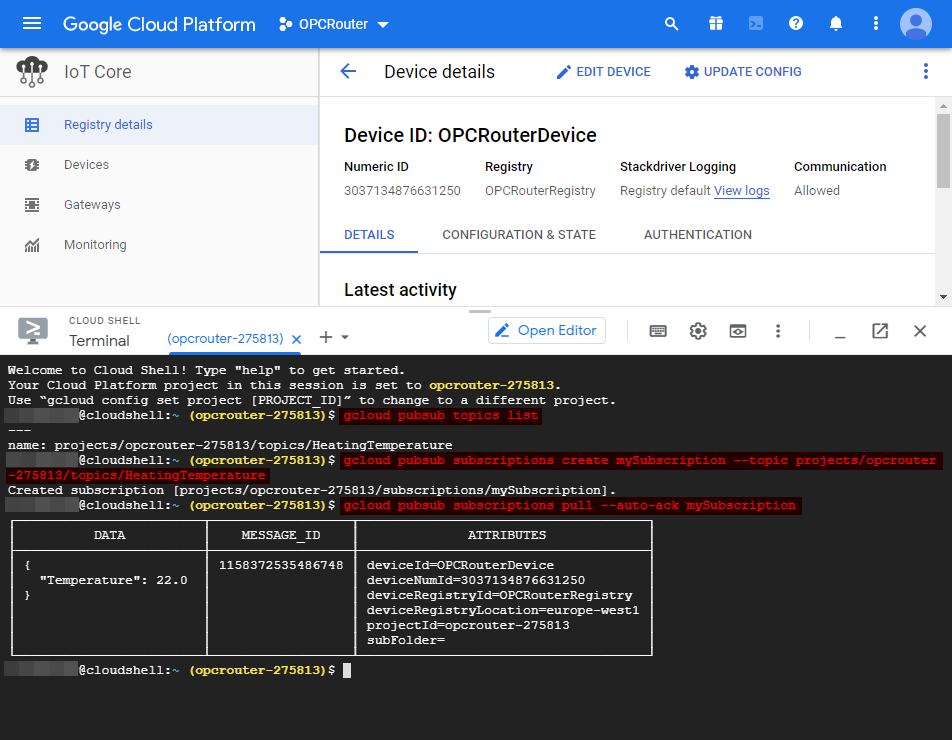 Google Cloud Platform OPCRouter
IoT Core
Device details EDIT DEVICE UPDATE CONFIG
Registry details
Devices
Gateways
Monitoring
Device ID: OPCRouterDevice
Numeric ID Registry Stackdriver Logging Communication
3037134876631250 OPCRouterRegistry Registry default View logs Allowed
DETAILS CONFIGURATION & STATE AUTHENTICATION
Latest activity
CLOUD SHELL
Terminal (opcrouter-275813) Open Editor
Welcome to Cloud Shell! Type "help" to get started.
Your Cloud Platform project in this session is set to opcrouter-275813.
Use “gcloud config set project [PROJECT_ID]” to change to a different project.
@cloudshell:~ (opcrouter-275813)$ gcloud pubsub topics list
---
name: projects/opcrouter-275813/topics/HeatingTemperature
@cloudshell:~ (opcrouter-275813)$ gcloud pubsub subscriptions create mySubscription --topic projects/opcrouter
-275813/topics/HeatingTemperature
Created subscription [projects/opcrouter-275813/subscriptions/mySubscription].
@cloudshell:~ (opcrouter-275813)$ gcloud pubsub subscriptions pull --auto-ack mySubscription
DATA MESSAGE_ID ATTRIBUTES
{ 1158372535486748 deviceId=OPCRouterDevice
"Temperature": 22.0 deviceNumId=3037134876631250
} deviceRegistryId=OPCRouterRegistry
deviceRegistryLocation=europe-west1
projectId=opcrouter-275813
subFolder=
@cloudshell:~ (opcrouter-275813)$